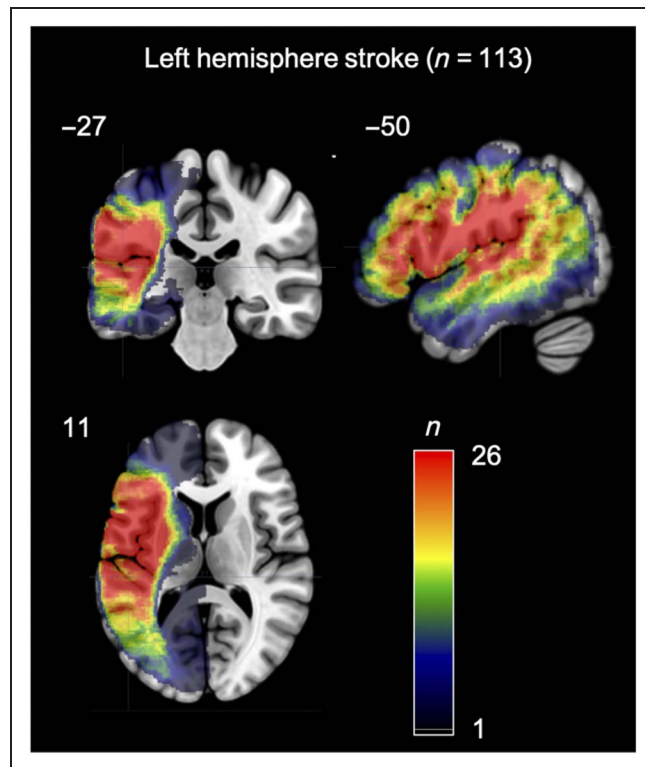 Left hemisphere stroke (n = 113)
–27
–50
11
n
26
1